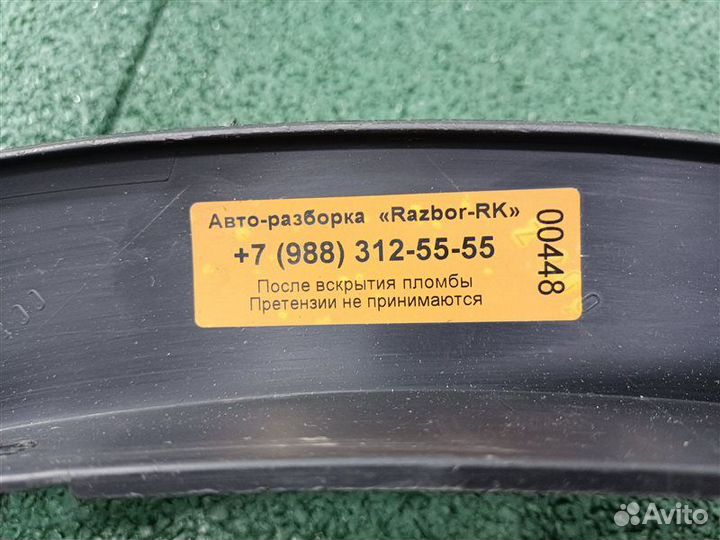 Авто-разборка «Razbor-RK»
+7 (988) 312-55-55
После вскрытия пломбы
Претензии не принимаются
00448
Avito